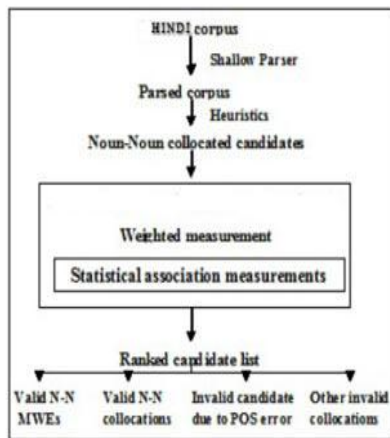 HINDI corpus
Shallow Parser
Parsed corpus
Heuristics
Noun-Noun collocated candidates
Weighted measurement
Statistical association measurements
Ranked candidate list
Valid N-N MWEs
Valid N-N collocations
Invalid candidate due to POS error
Other invalid collocations